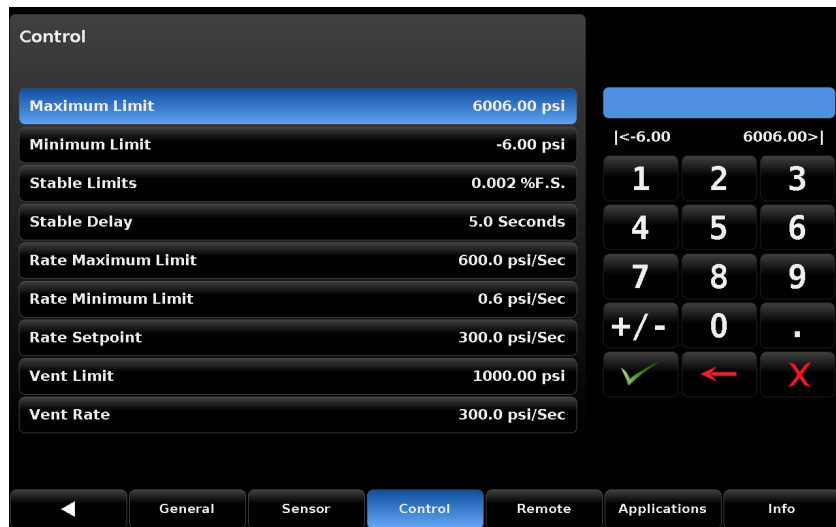 Control
Maximum Limit 6006.00 psi
Minimum Limit -6.00 psi
Stable Limits 0.002 %F.S.
Stable Delay 5.0 Seconds
Rate Maximum Limit 600.0 psi/Sec
Rate Minimum Limit 0.6 psi/Sec
Rate Setpoint 300.0 psi/Sec
Vent Limit 1000.00 psi
Vent Rate 300.0 psi/Sec
|<-6.00 6006.00>|
1 2 3
4 5 6
7 8 9
+/- 0 .
X
General Sensor Control Remote Applications Info